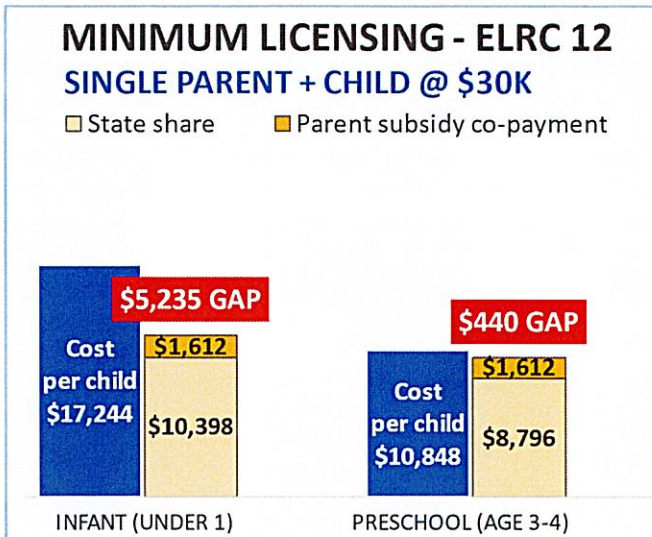 MINIMUM LICENSING - ELRC 12
SINGLE PARENT + CHILD @ $30K
State share
Parent subsidy co-payment
$5,235 GAP
Cost
per child
$17,244
$1,612
$10,398
$440 GAP
Cost
per child
$10,848
$1,612
$8,796
INFANT (UNDER 1)
PRESCHOOL (AGE 3-4)